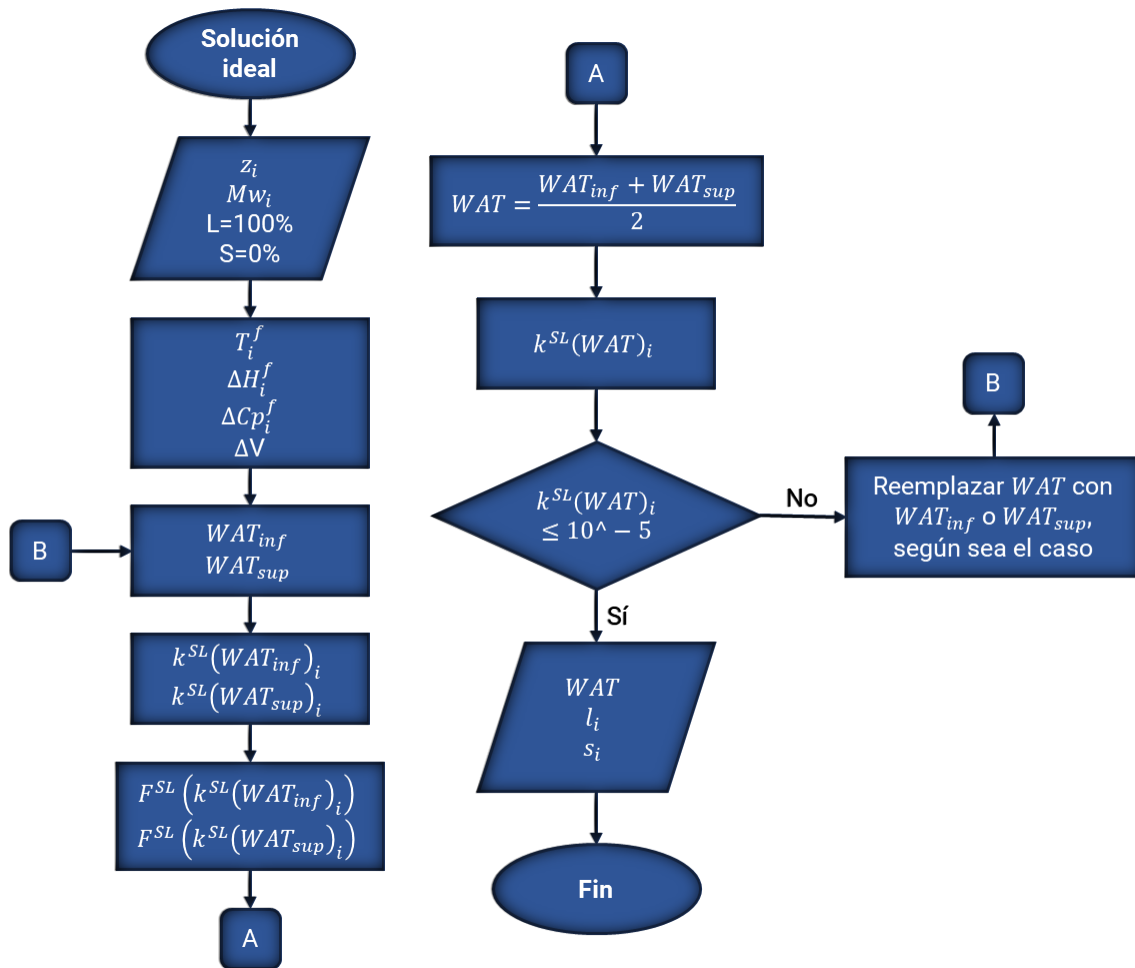 Solución
ideal
z_i
Mw_i
L=100%
S=0%
T_i^f
ΔH_i^f
ΔCp_i^f
ΔV
B
WAT_inf
WAT_sup
k^SL(WAT_inf)_i
k^SL(WAT_sup)_i
F^SL(k^SL(WAT_inf)_i)
F^SL(k^SL(WAT_sup)_i)
A
A
WAT = (WAT_inf + WAT_sup)/2
k^SL(WAT)_i
k^SL(WAT)_i
≤ 10^ − 5
No
Reemplazar WAT con
WAT_inf o WAT_sup,
según sea el caso
B
Sí
WAT
l_i
s_i
Fin